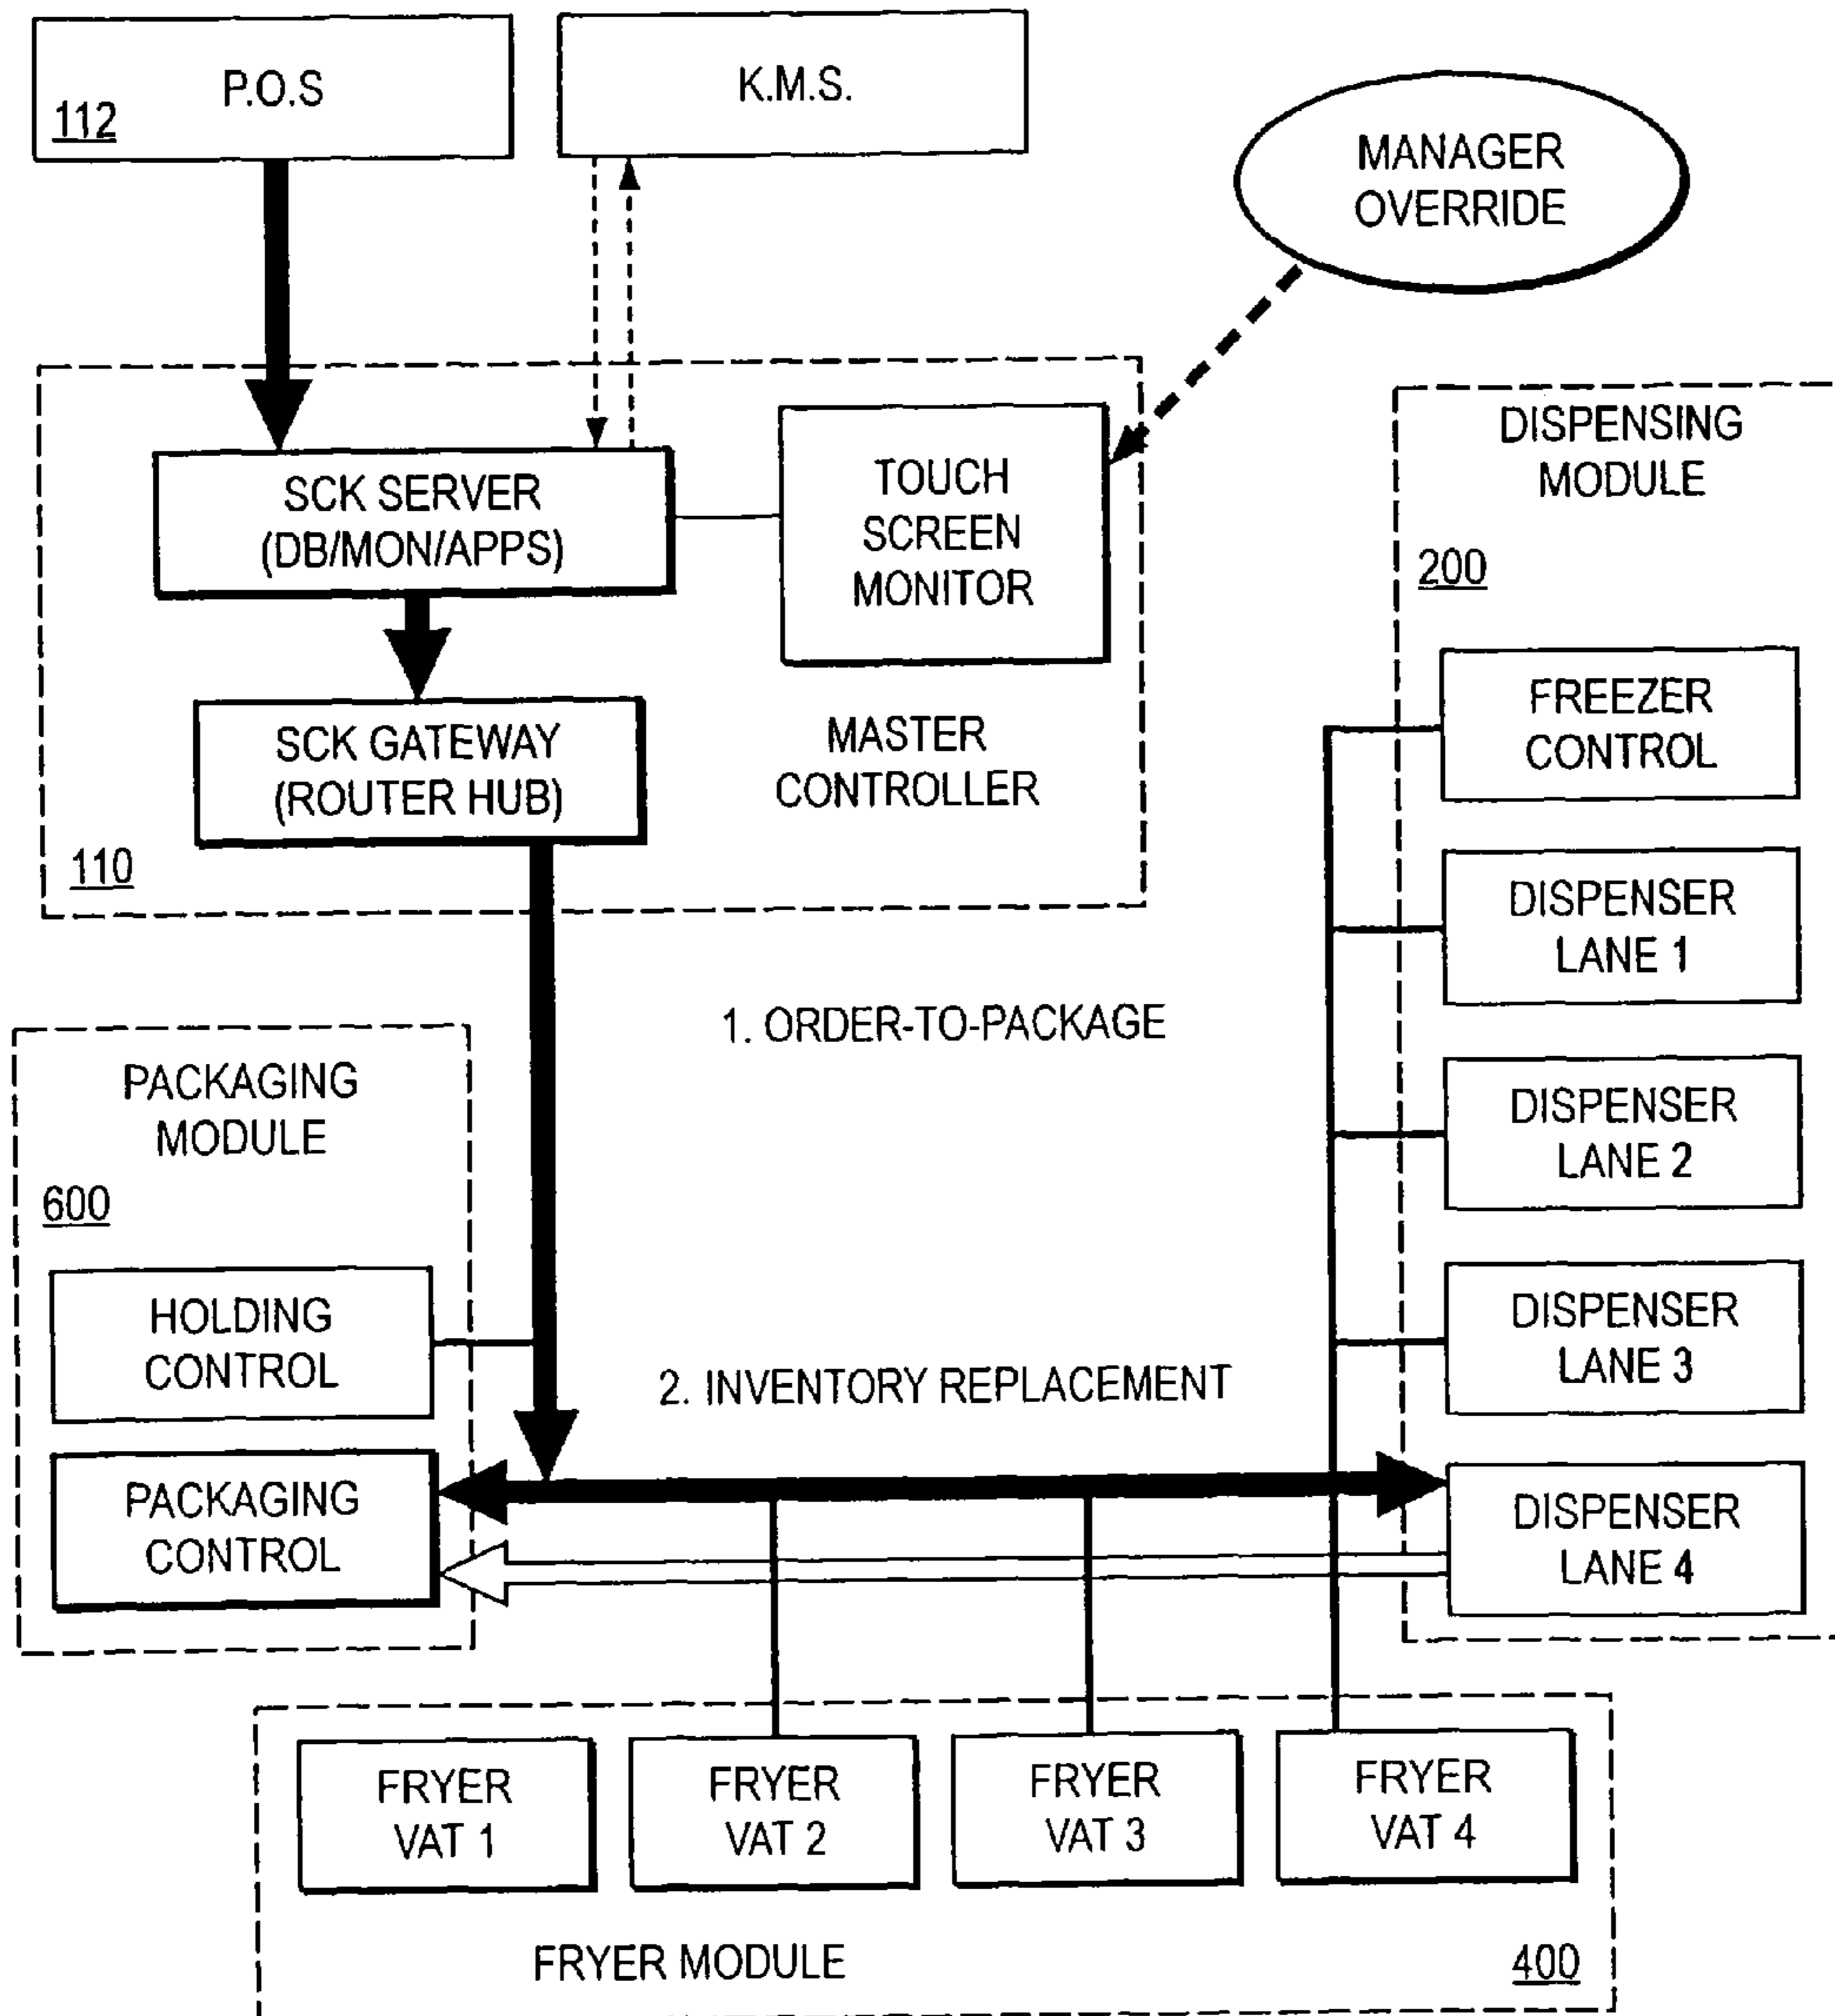 P.O.S
112
K.M.S.
MANAGER
OVERRIDE
SCK SERVER
(DB/MON/APPS)
TOUCH
SCREEN
MONITOR
SCK GATEWAY
(ROUTER HUB)
MASTER
CONTROLLER
110
DISPENSING
MODULE
200
FREEZER
CONTROL
DISPENSER
LANE 1
DISPENSER
LANE 2
DISPENSER
LANE 3
DISPENSER
LANE 4
1. ORDER-TO-PACKAGE
2. INVENTORY REPLACEMENT
PACKAGING
MODULE
600
HOLDING
CONTROL
PACKAGING
CONTROL
FRYER
VAT 1
FRYER
VAT 2
FRYER
VAT 3
FRYER
VAT 4
FRYER MODULE
400